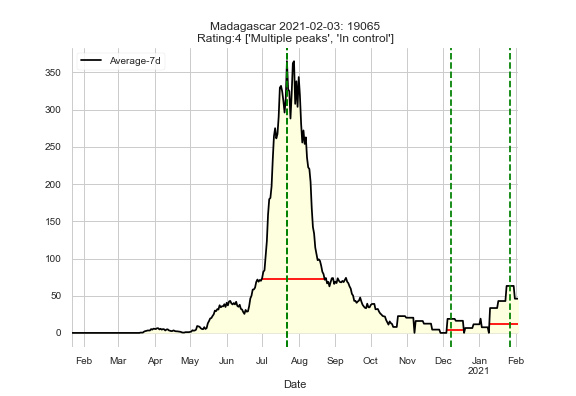 Madagascar 2021-02-03: 19065
Rating:4 ['Multiple peaks', 'In control']
Average-7d
350
300
250
200
150
100
50
0
Feb Mar Apr May Jun Jul Aug Sep Oct Nov Dec Jan Feb
2021
Date